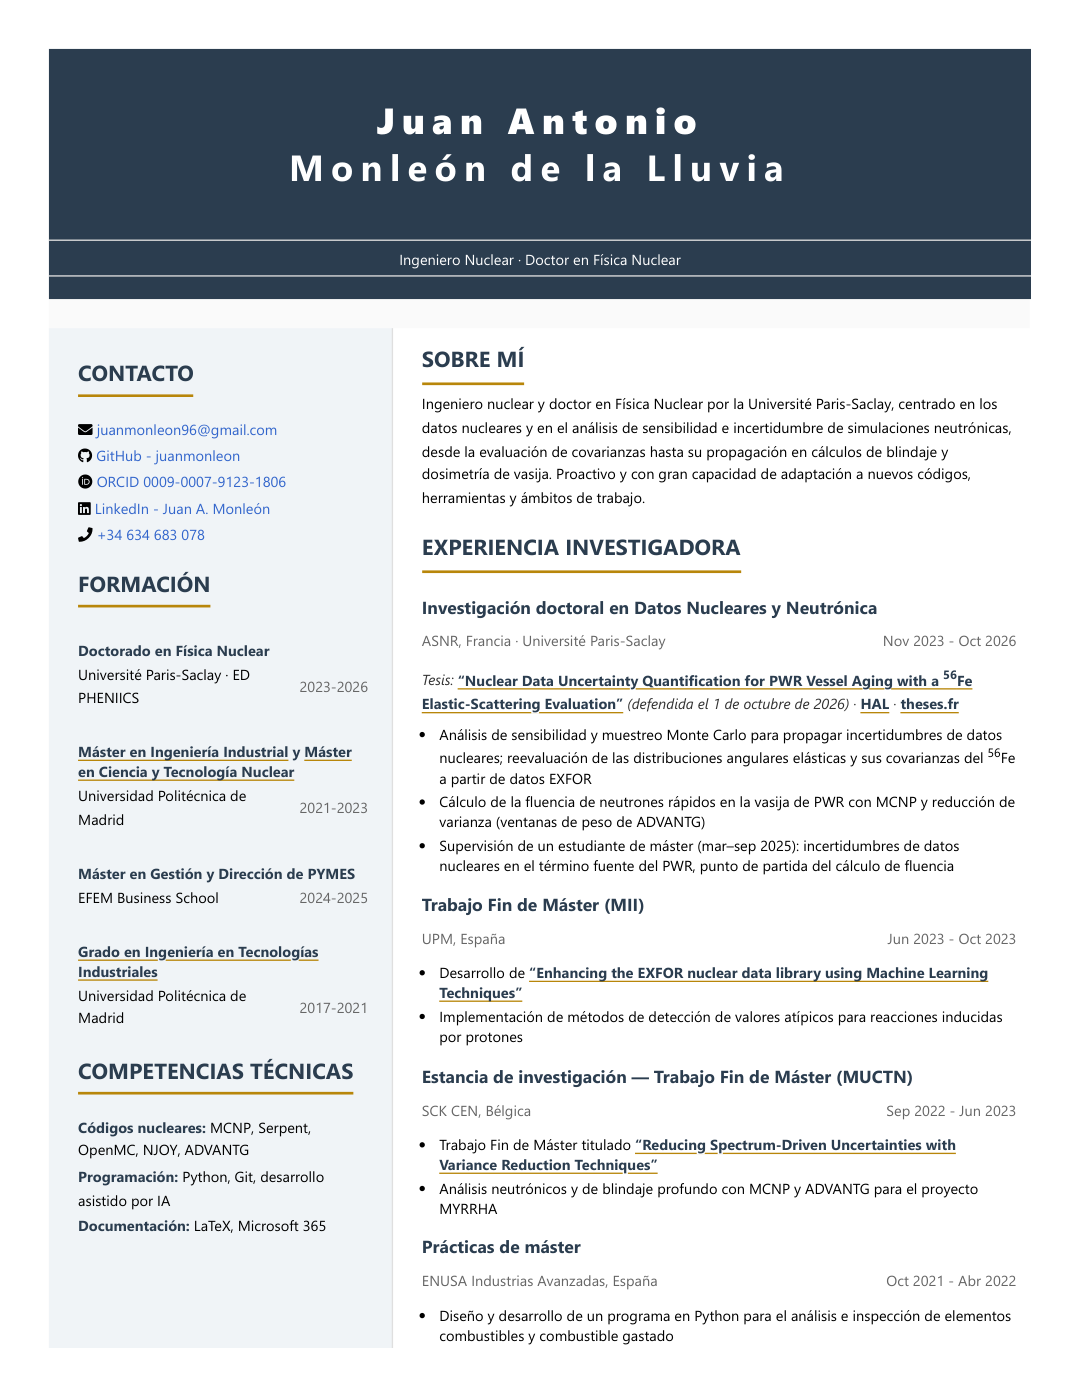 Juan Antonio
Monleón de la Lluvia
Ingeniero Nuclear · Doctor en Física Nuclear
CONTACTO
juanmonleon96@gmail.com
GitHub - juanmonleon
ORCID 0009-0007-9123-1806
LinkedIn - Juan A. Monleón
+34 634 683 078
FORMACIÓN
Doctorado en Física Nuclear
Université Paris-Saclay · ED
PHENIICS
2023-2026
Máster en Ingeniería Industrial y Máster
en Ciencia y Tecnología Nuclear
Universidad Politécnica de
Madrid
2021-2023
Máster en Gestión y Dirección de PYMES
EFEM Business School 2024-2025
Grado en Ingeniería en Tecnologías
Industriales
Universidad Politécnica de
Madrid
2017-2021
COMPETENCIAS TÉCNICAS
Códigos nucleares: MCNP, Serpent,
OpenMC, NJOY, ADVANTG
Programación: Python, Git, desarrollo
asistido por IA
Documentación: LaTeX, Microsoft 365
SOBRE MÍ
Ingeniero nuclear y doctor en Física Nuclear por la Université Paris-Saclay, centrado en los
datos nucleares y en el análisis de sensibilidad e incertidumbre de simulaciones neutrónicas,
desde la evaluación de covarianzas hasta su propagación en cálculos de blindaje y
dosimetría de vasija. Proactivo y con gran capacidad de adaptación a nuevos códigos,
herramientas y ámbitos de trabajo.
EXPERIENCIA INVESTIGADORA
Investigación doctoral en Datos Nucleares y Neutrónica
ASNR, Francia · Université Paris-Saclay Nov 2023 - Oct 2026
Tesis: “Nuclear Data Uncertainty Quantification for PWR Vessel Aging with a ⁵⁶Fe
Elastic-Scattering Evaluation” (defendida el 1 de octubre de 2026) · HAL · theses.fr
• Análisis de sensibilidad y muestreo Monte Carlo para propagar incertidumbres de datos
nucleares; reevaluación de las distribuciones angulares elásticas y sus covarianzas del ⁵⁶Fe
a partir de datos EXFOR
• Cálculo de la fluencia de neutrones rápidos en la vasija de PWR con MCNP y reducción de
varianza (ventanas de peso de ADVANTG)
• Supervisión de un estudiante de máster (mar–sep 2025): incertidumbres de datos
nucleares en el término fuente del PWR, punto de partida del cálculo de fluencia
Trabajo Fin de Máster (MII)
UPM, España Jun 2023 - Oct 2023
• Desarrollo de “Enhancing the EXFOR nuclear data library using Machine Learning
Techniques”
• Implementación de métodos de detección de valores atípicos para reacciones inducidas
por protones
Estancia de investigación — Trabajo Fin de Máster (MUCTN)
SCK CEN, Bélgica Sep 2022 - Jun 2023
• Trabajo Fin de Máster titulado “Reducing Spectrum-Driven Uncertainties with
Variance Reduction Techniques”
• Análisis neutrónicos y de blindaje profundo con MCNP y ADVANTG para el proyecto
MYRRHA
Prácticas de máster
ENUSA Industrias Avanzadas, España Oct 2021 - Abr 2022
• Diseño y desarrollo de un programa en Python para el análisis e inspección de elementos
combustibles y combustible gastado